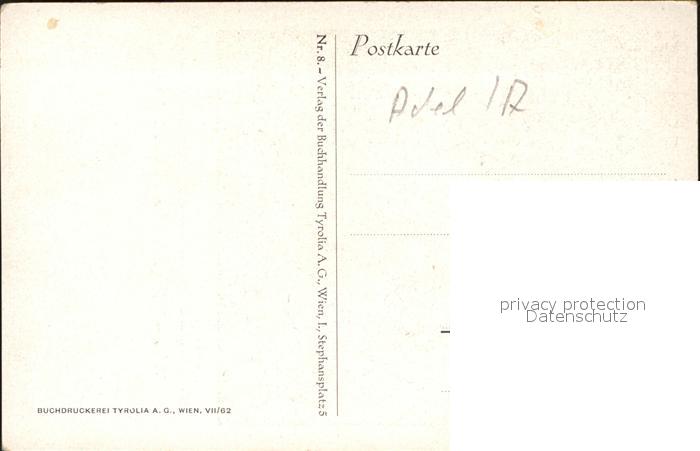 Postkarte
Adel 1A
Nr. 8. – Verlag der Buchhandlung Tyrolia A. G., Wien, I., Stephansplatz 5
BUCHDRUCKEREI TYROLIA A. G., WIEN, VII/62
privacy protection
Datenschutz